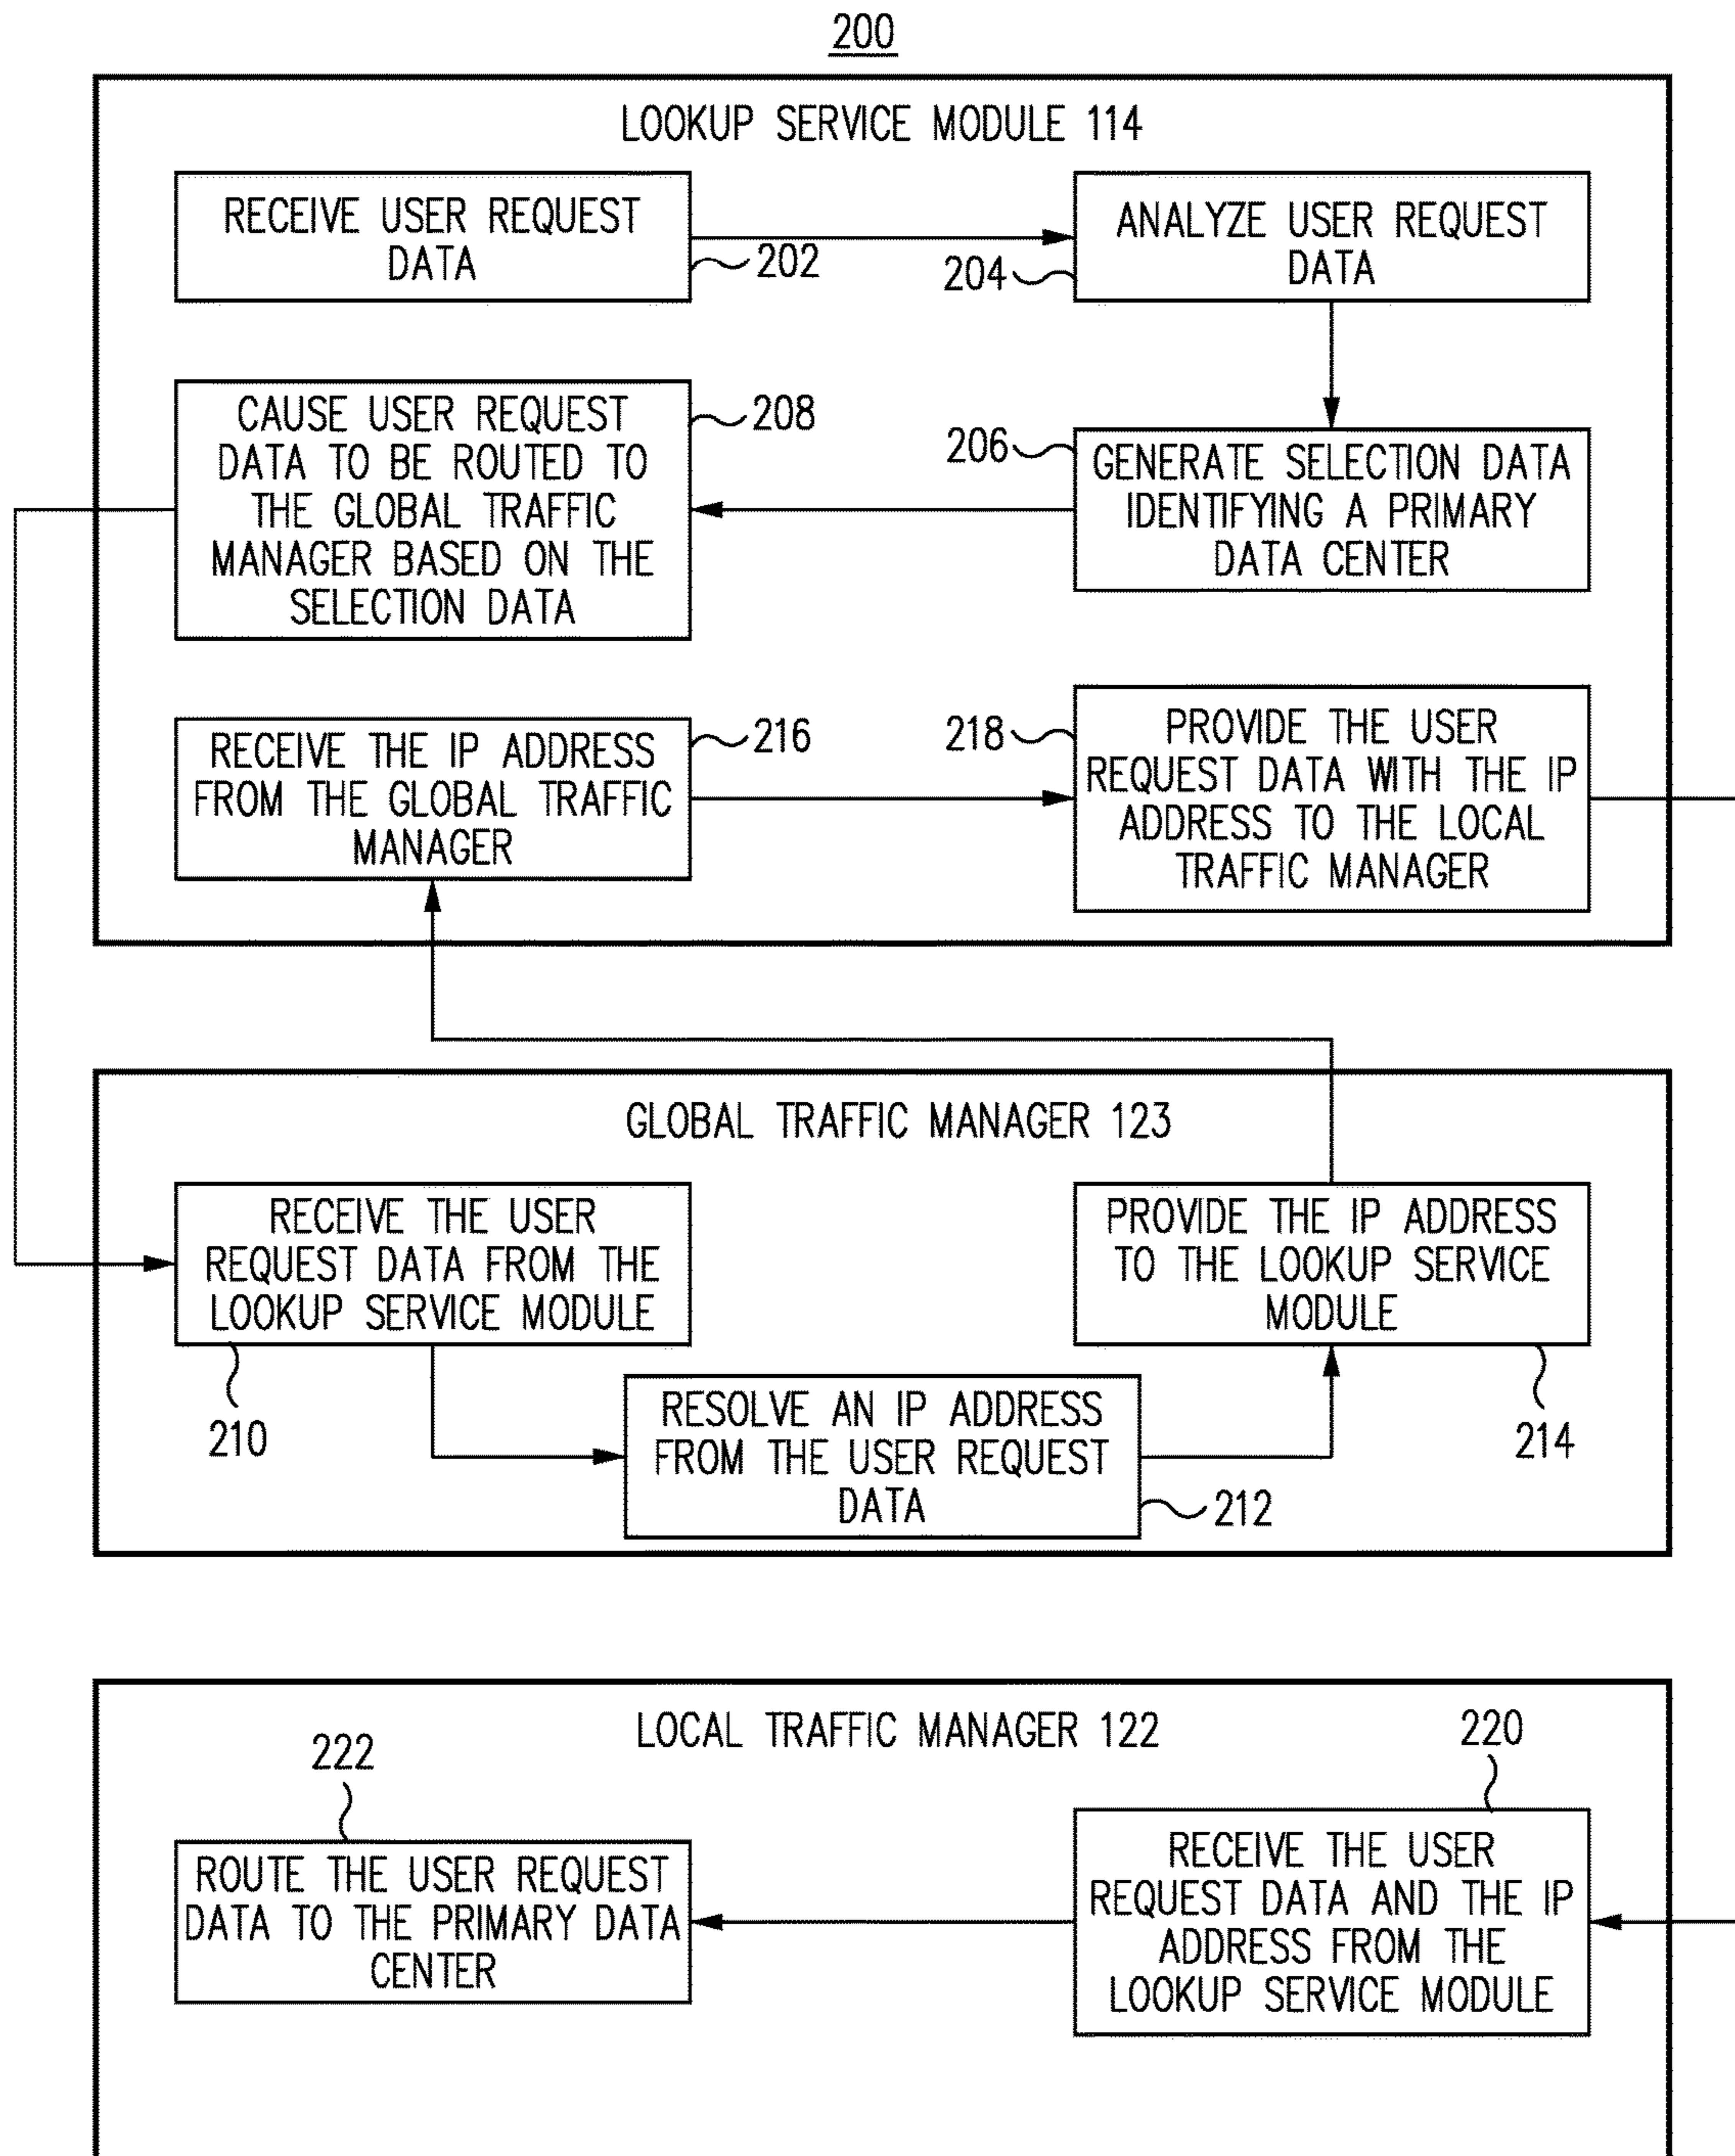 200
LOOKUP SERVICE MODULE 114
RECEIVE USER REQUEST
DATA
202
ANALYZE USER REQUEST
DATA
204
CAUSE USER REQUEST
DATA TO BE ROUTED TO
THE GLOBAL TRAFFIC
MANAGER BASED ON THE
SELECTION DATA
208
206
GENERATE SELECTION DATA
IDENTIFYING A PRIMARY
DATA CENTER
RECEIVE THE IP ADDRESS
FROM THE GLOBAL TRAFFIC
MANAGER
216
218
PROVIDE THE USER
REQUEST DATA WITH THE IP
ADDRESS TO THE LOCAL
TRAFFIC MANAGER
GLOBAL TRAFFIC MANAGER 123
RECEIVE THE USER
REQUEST DATA FROM THE
LOOKUP SERVICE MODULE
210
RESOLVE AN IP ADDRESS
FROM THE USER REQUEST
DATA
212
PROVIDE THE IP ADDRESS
TO THE LOOKUP SERVICE
MODULE
214
LOCAL TRAFFIC MANAGER 122
222
ROUTE THE USER REQUEST
DATA TO THE PRIMARY DATA
CENTER
220
RECEIVE THE USER
REQUEST DATA AND THE IP
ADDRESS FROM THE
LOOKUP SERVICE MODULE